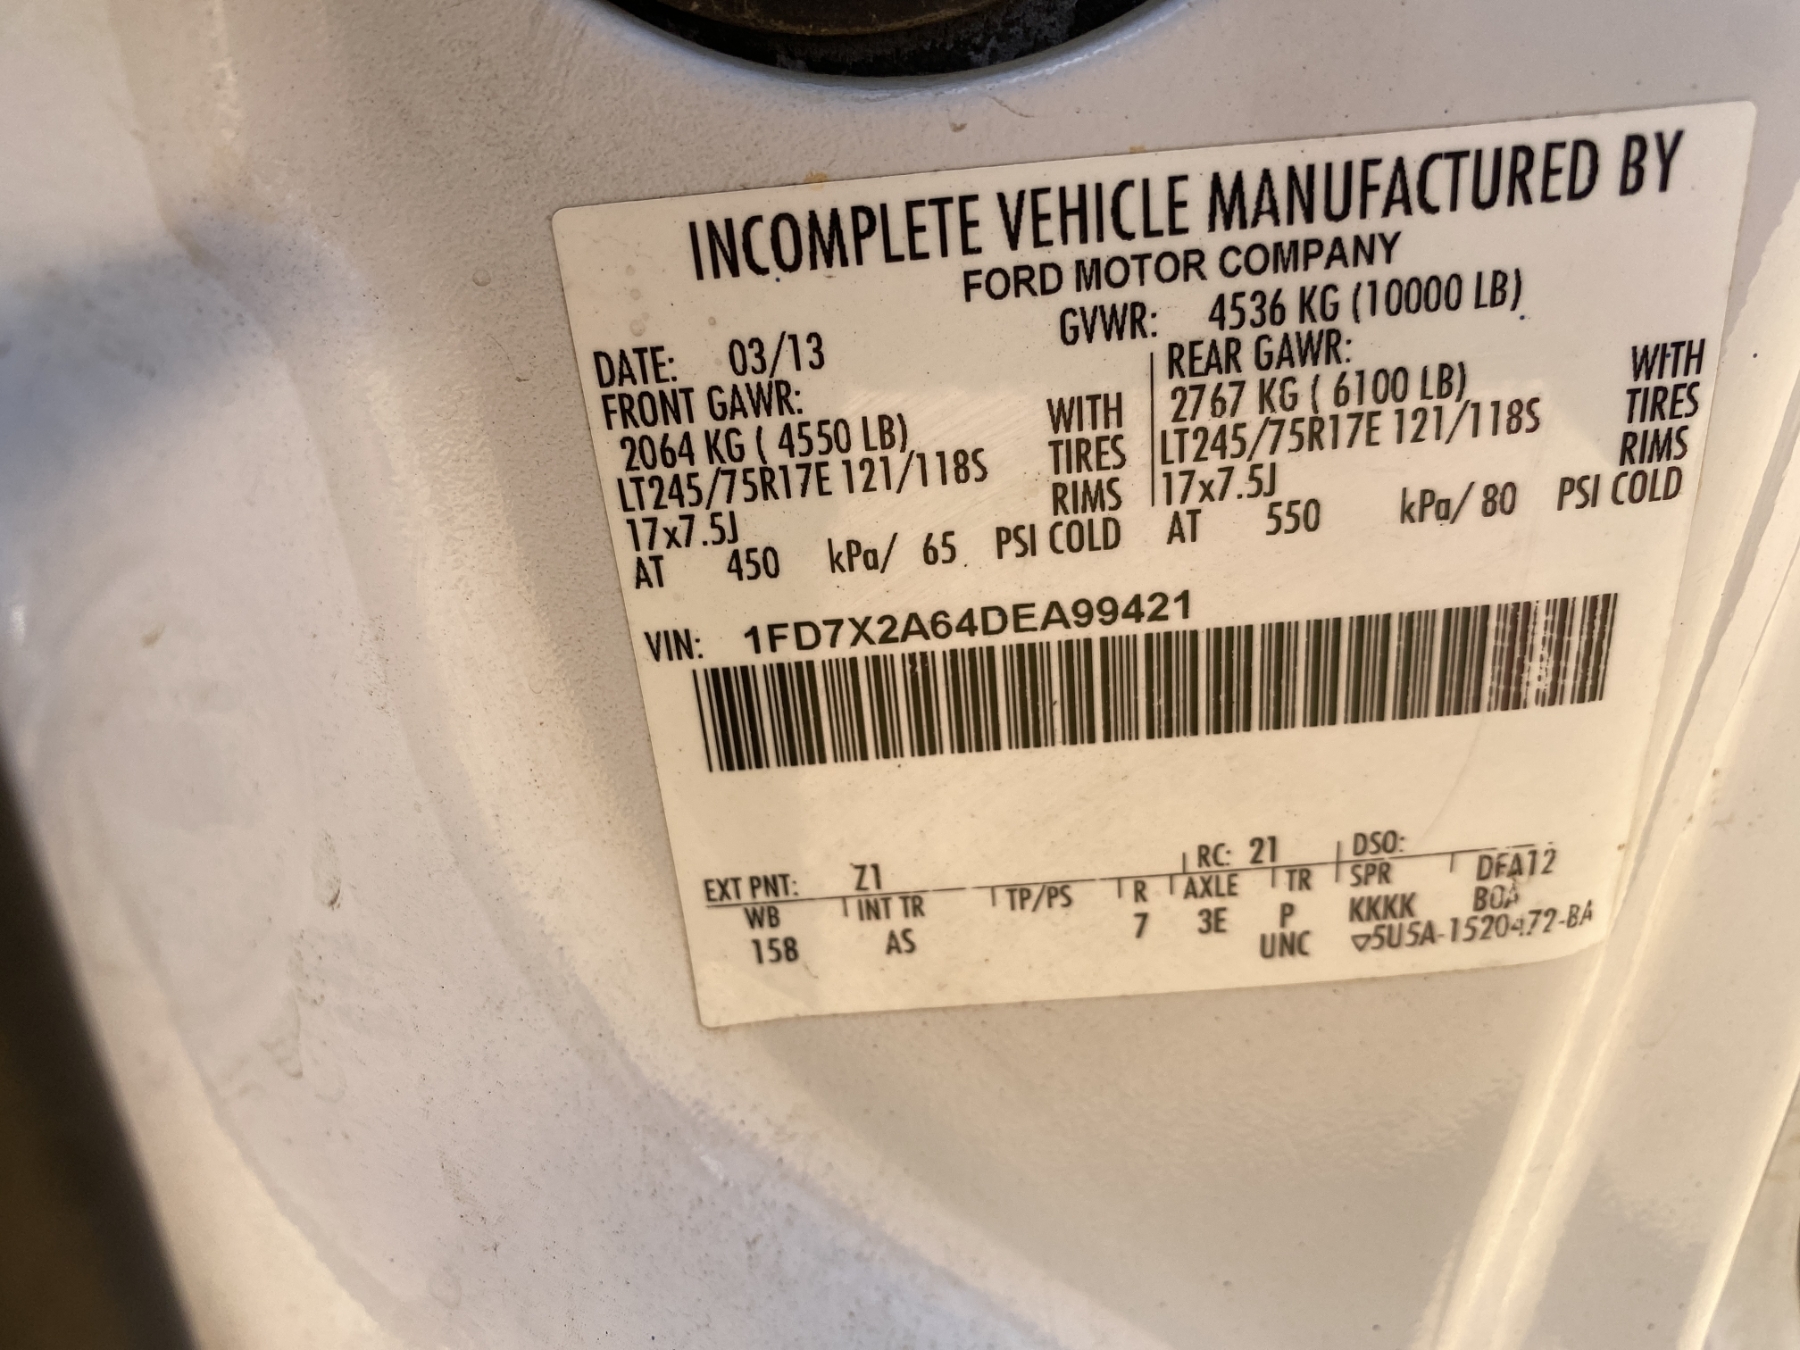 INCOMPLETE VEHICLE MANUFACTURED BY
FORD MOTOR COMPANY
DATE: 03/13 GVWR: 4536 KG (10000 LB)
FRONT GAWR: REAR GAWR:
2064 KG ( 4550 LB) WITH 2767 KG ( 6100 LB) WITH
LT245/75R17E 121/118S TIRES LT245/75R17E 121/118S TIRES
17x7.5J RIMS 17x7.5J RIMS
AT 450 kPa/ 65 PSI COLD AT 550 kPa/ 80 PSI COLD
VIN: 1FD7X2A64DEA99421
EXT PNT: Z1 RC: 21 DSO:
WB INT TR TP/PS R AXLE TR SPR DFA12
158 AS 7 3E P KKKK BOA
UNC ▽5U5A-1520472-BA